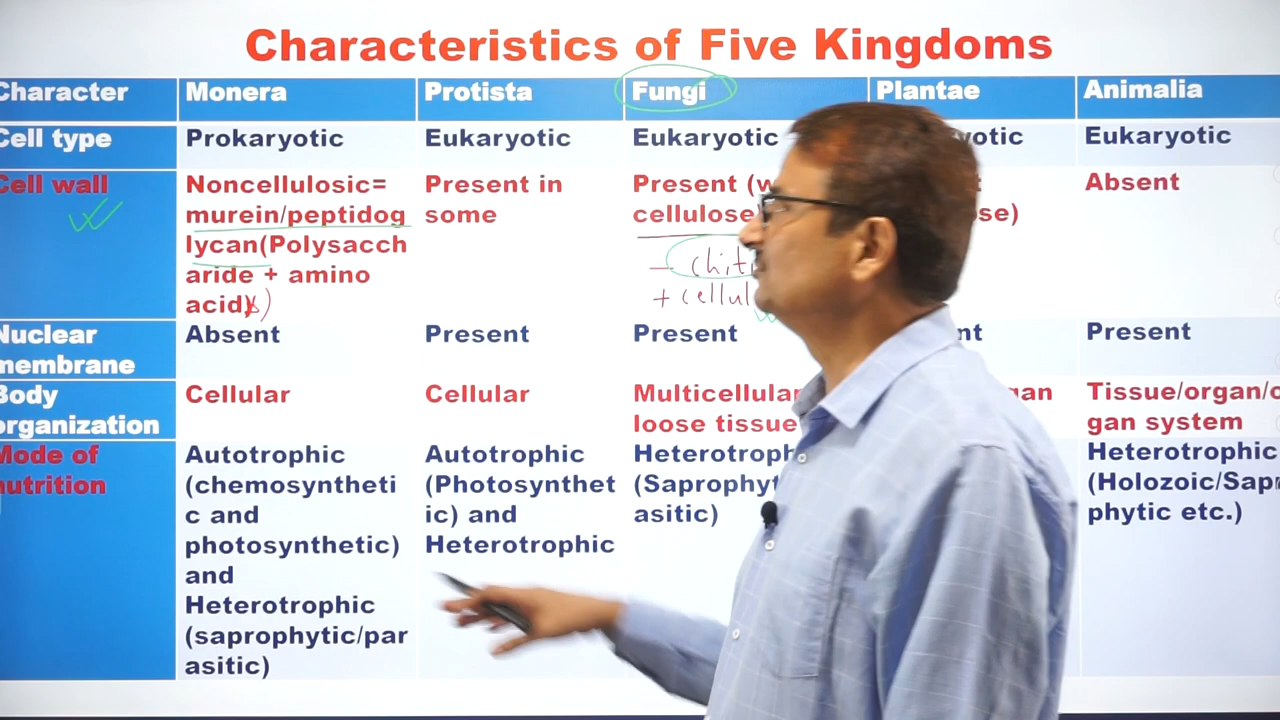 Characteristics of Five Kingdoms
Character Monera Protista Fungi Plantae Animalia
Cell type Prokaryotic Eukaryotic Eukaryotic Eukaryotic
Cell wall
Noncellulosic=
murein/peptidog
lycan(Polysacch
aride + amino
acid)
Present in
some
Present
cellulose
chit
+ cellul
Absent
Nuclear
membrane
Absent
Present
Present
Present
Body
organization
Cellular
Cellular
Multicellular
loose tissue
Tissue/organ/o
gan system
Mode of
nutrition
Autotrophic
(chemosyntheti
c and
photosynthetic)
and
Heterotrophic
(saprophytic/par
asitic)
Autotrophic
(Photosynthet
ic) and
Heterotrophic
Heterotroph
(Saprophyt
asitic)
Heterotrophic
(Holozoic/Sapr
phytic etc.)